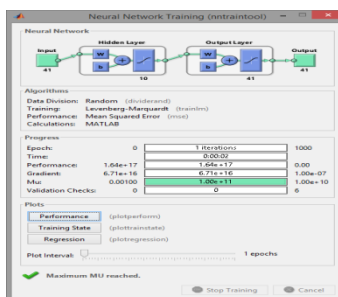 Neural Network Training (nntraintool)
Neural Network
Hidden Layer
Output Layer
Input
Output
W
W
b
b
41
41
10
41
Algorithms
Data Division: Random (dividerand)
Training: Levenberg-Marquardt (trainlm)
Performance: Mean Squared Error (mse)
Calculations: MATLAB
Progress
Epoch: 0 1 iterations 1000
Time: 0:00:02
Performance: 1.64e+17 1.64e+17 0.00
Gradient: 6.71e+16 6.71e+16 1.00e-07
Mu: 0.00100 1.00e+11 1.00e+10
Validation Checks: 0 0 6
Plots
Performance (plotperform)
Training State (plottrainstate)
Regression (plotregression)
Plot Interval: 1 epochs
Maximum MU reached.
Stop Training Cancel